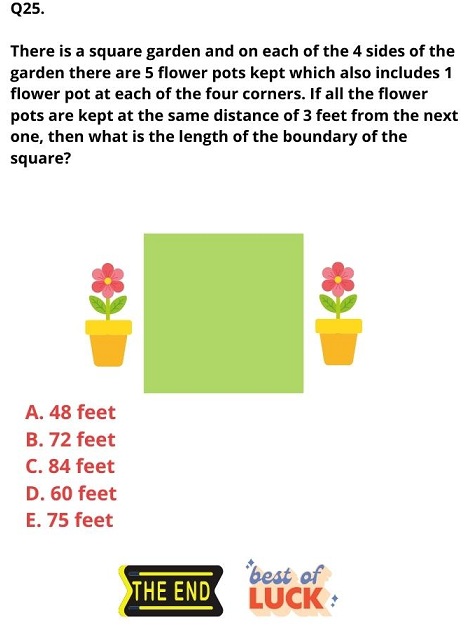 Q25.
There is a square garden and on each of the 4 sides of the
garden there are 5 flower pots kept which also includes 1
flower pot at each of the four corners. If all the flower
pots are kept at the same distance of 3 feet from the next
one, then what is the length of the boundary of the
square?
A. 48 feet
B. 72 feet
C. 84 feet
D. 60 feet
E. 75 feet
THE END
best of
LUCK